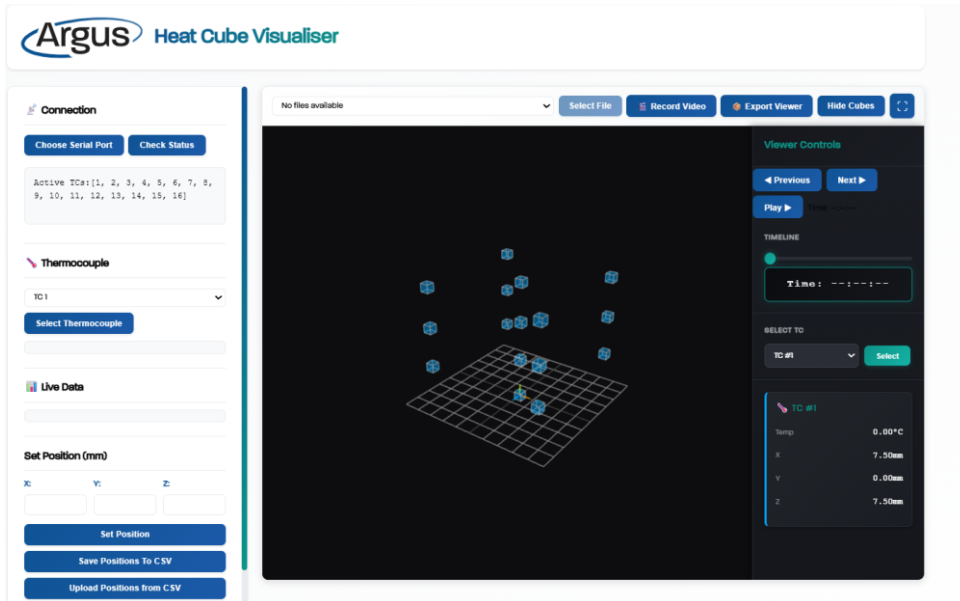 Argus Heat Cube Visualiser
Connection
Choose Serial Port
Check Status
Active TCs:[1, 2, 3, 4, 5, 6, 7, 8,
9, 10, 11, 12, 13, 14, 15, 16]
Thermocouple
TC 1
Select Thermocouple
Live Data
Set Position (mm)
X: Y: Z:
Set Position
Save Positions To CSV
Upload Positions from CSV
No files available
Select File
Record Video
Export Viewer
Hide Cubes
Viewer Controls
◀ Previous
Next ▶
Play ▶
Time: --:--:--
TIMELINE
Time: --:--:--
SELECT TC
TC #1
Select
TC #1
Temp 0.00°C
X 7.50mm
Y 0.00mm
Z 7.50mm